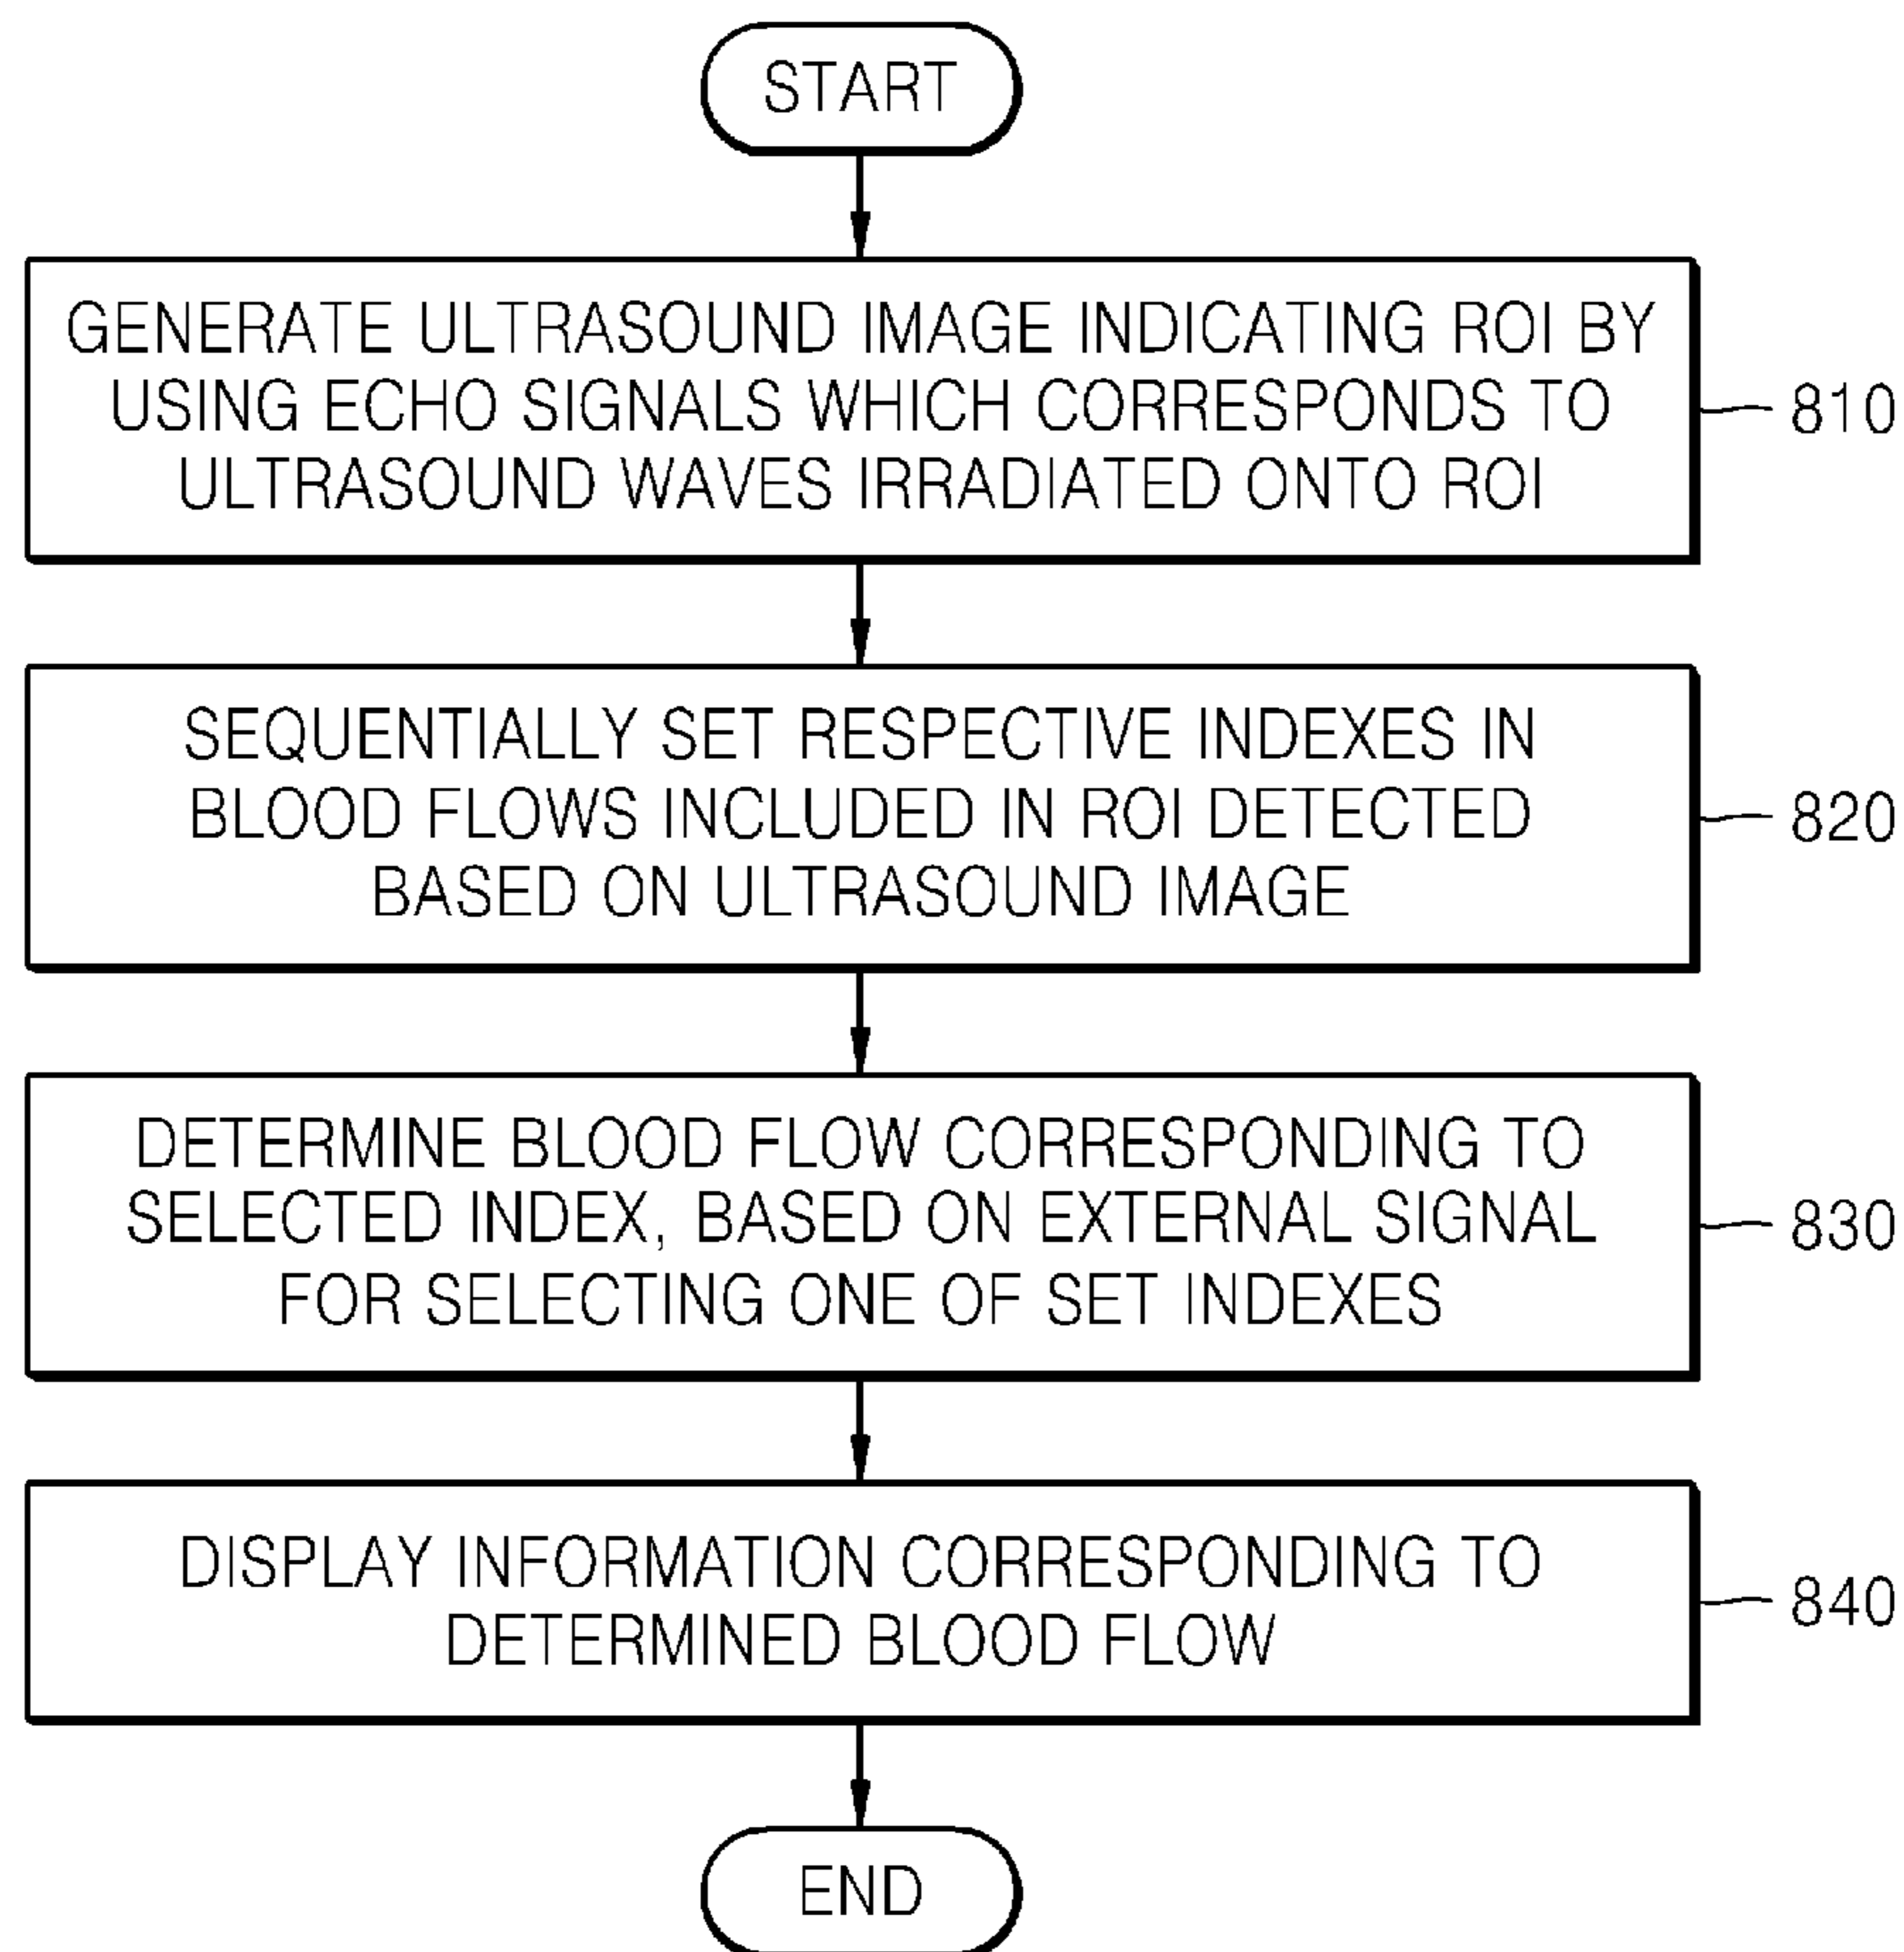 START
GENERATE ULTRASOUND IMAGE INDICATING ROI BY
USING ECHO SIGNALS WHICH CORRESPONDS TO
ULTRASOUND WAVES IRRADIATED ONTO ROI
810
SEQUENTIALLY SET RESPECTIVE INDEXES IN
BLOOD FLOWS INCLUDED IN ROI DETECTED
BASED ON ULTRASOUND IMAGE
820
DETERMINE BLOOD FLOW CORRESPONDING TO
SELECTED INDEX, BASED ON EXTERNAL SIGNAL
FOR SELECTING ONE OF SET INDEXES
830
DISPLAY INFORMATION CORRESPONDING TO
DETERMINED BLOOD FLOW
840
END